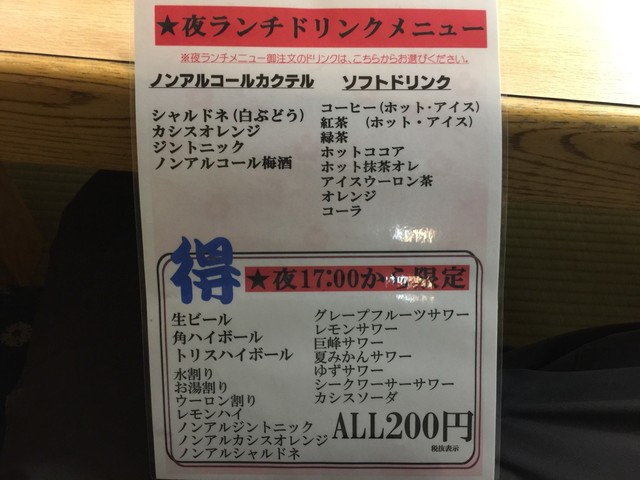 ★夜ランチドリンクメニュー
※夜ランチメニュー御注文のドリンクは、こちらからお選びください。
ノンアルコールカクテル
シャルドネ(白ぶどう)
カシスオレンジ
ジントニック
ノンアルコール梅酒
ソフトドリンク
コーヒー(ホット・アイス)
紅茶 (ホット・アイス)
緑茶
ホットココア
ホット抹茶オレ
アイスウーロン茶
オレンジ
コーラ
得
★夜17:00から限定
生ビール
角ハイボール
トリスハイボール
水割り
お湯割り
ウーロン割り
レモンハイ
ノンアルジントニック
ノンアルカシスオレンジ
ノンアルシャルドネ
グレープフルーツサワー
レモンサワー
巨峰サワー
夏みかんサワー
ゆずサワー
シークワーサーサワー
カシスソーダ
ALL200円
税抜表示